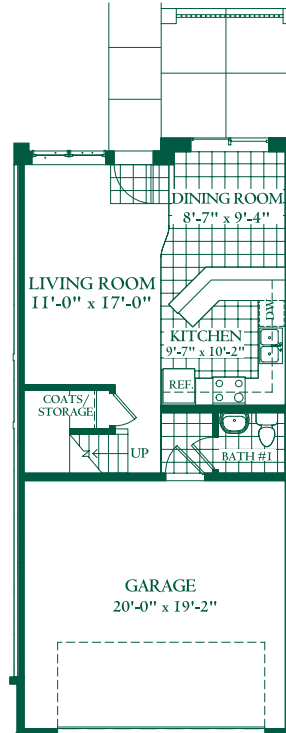 DINING ROOM
8'-7" x 9'-4"
LIVING ROOM
11'-0" x 17'-0"
DW
KITCHEN
9'-7" x 10'-2"
REF.
COATS/
STORAGE
UP
BATH #1
GARAGE
20'-0" x 19'-2"